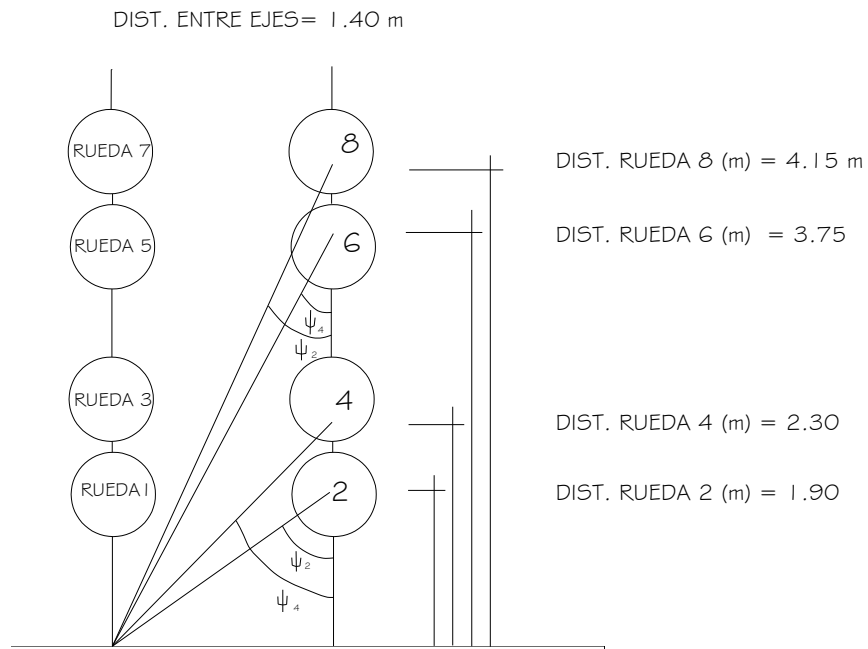 DIST. ENTRE EJES= 1.40 m
RUEDA 7
8
DIST. RUEDA 8 (m) = 4.15 m
RUEDA 5
6
DIST. RUEDA 6 (m) = 3.75
ψ4
ψ2
RUEDA 3
4
DIST. RUEDA 4 (m) = 2.30
RUEDA1
2
DIST. RUEDA 2 (m) = 1.90
ψ2
ψ4